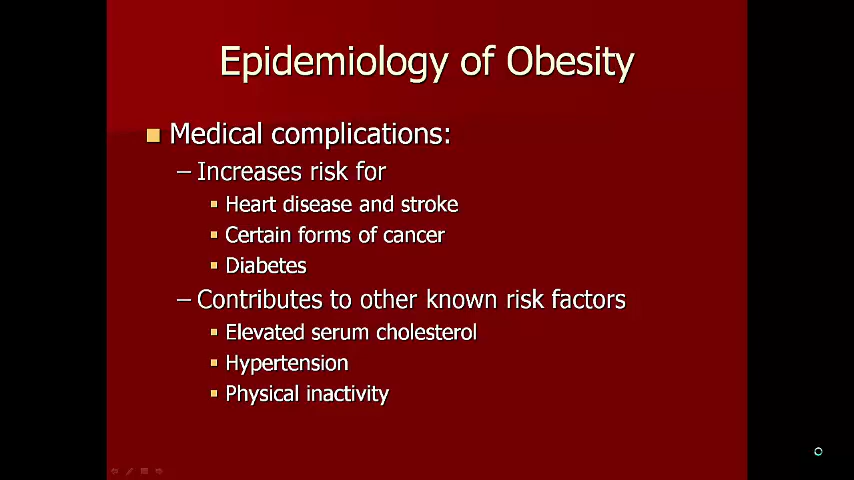 Epidemiology of Obesity
Medical complications:
– Increases risk for
Heart disease and stroke
Certain forms of cancer
Diabetes
– Contributes to other known risk factors
Elevated serum cholesterol
Hypertension
Physical inactivity